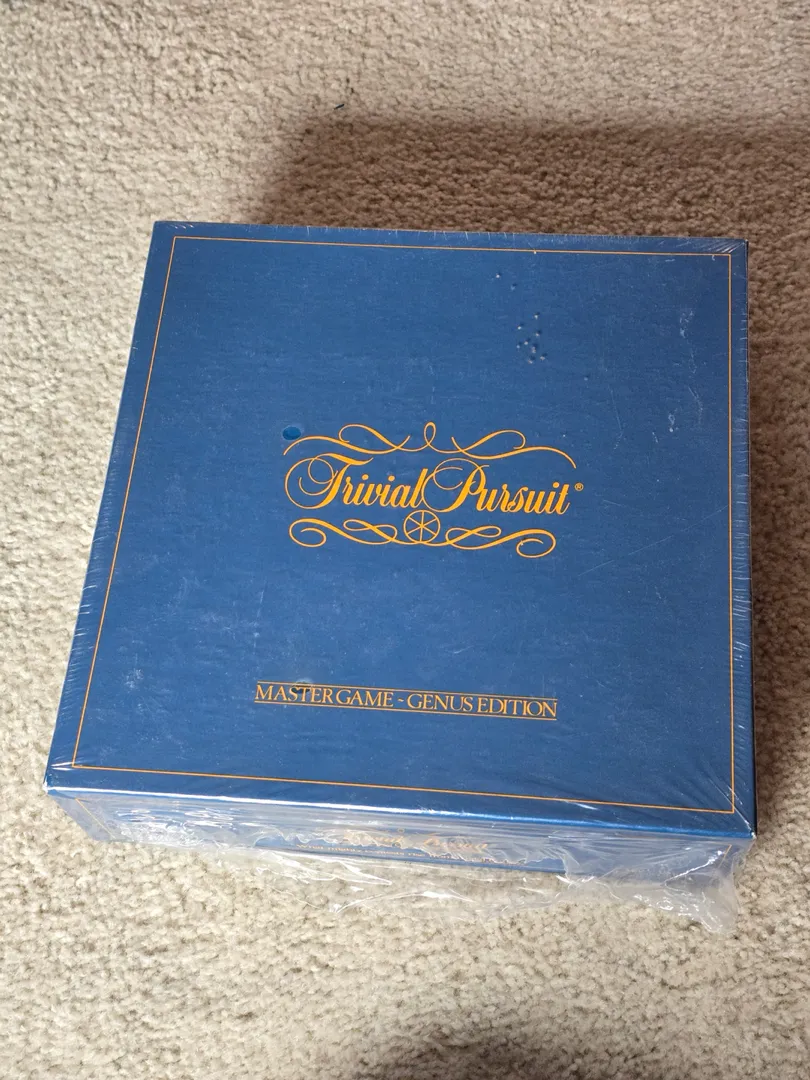 Trivial Pursuit®
MASTER GAME ~ GENUS EDITION